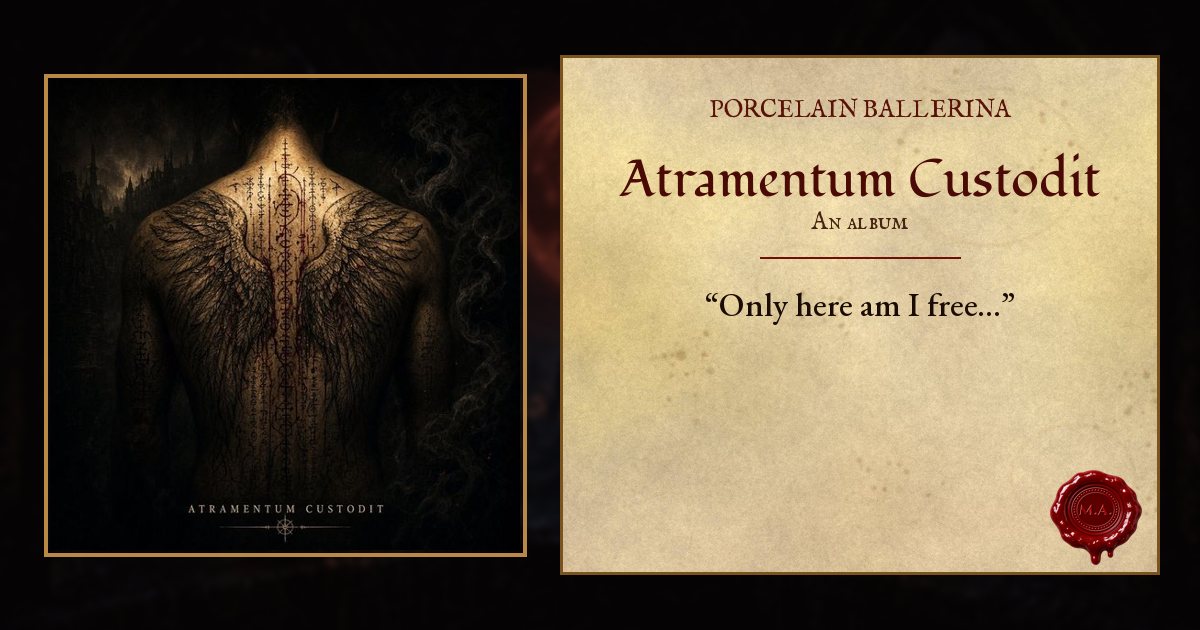 ATRAMENTUM CUSTODIT
PORCELAIN BALLERINA
Atramentum Custodit
An album
“Only here am I free…”
M.A.